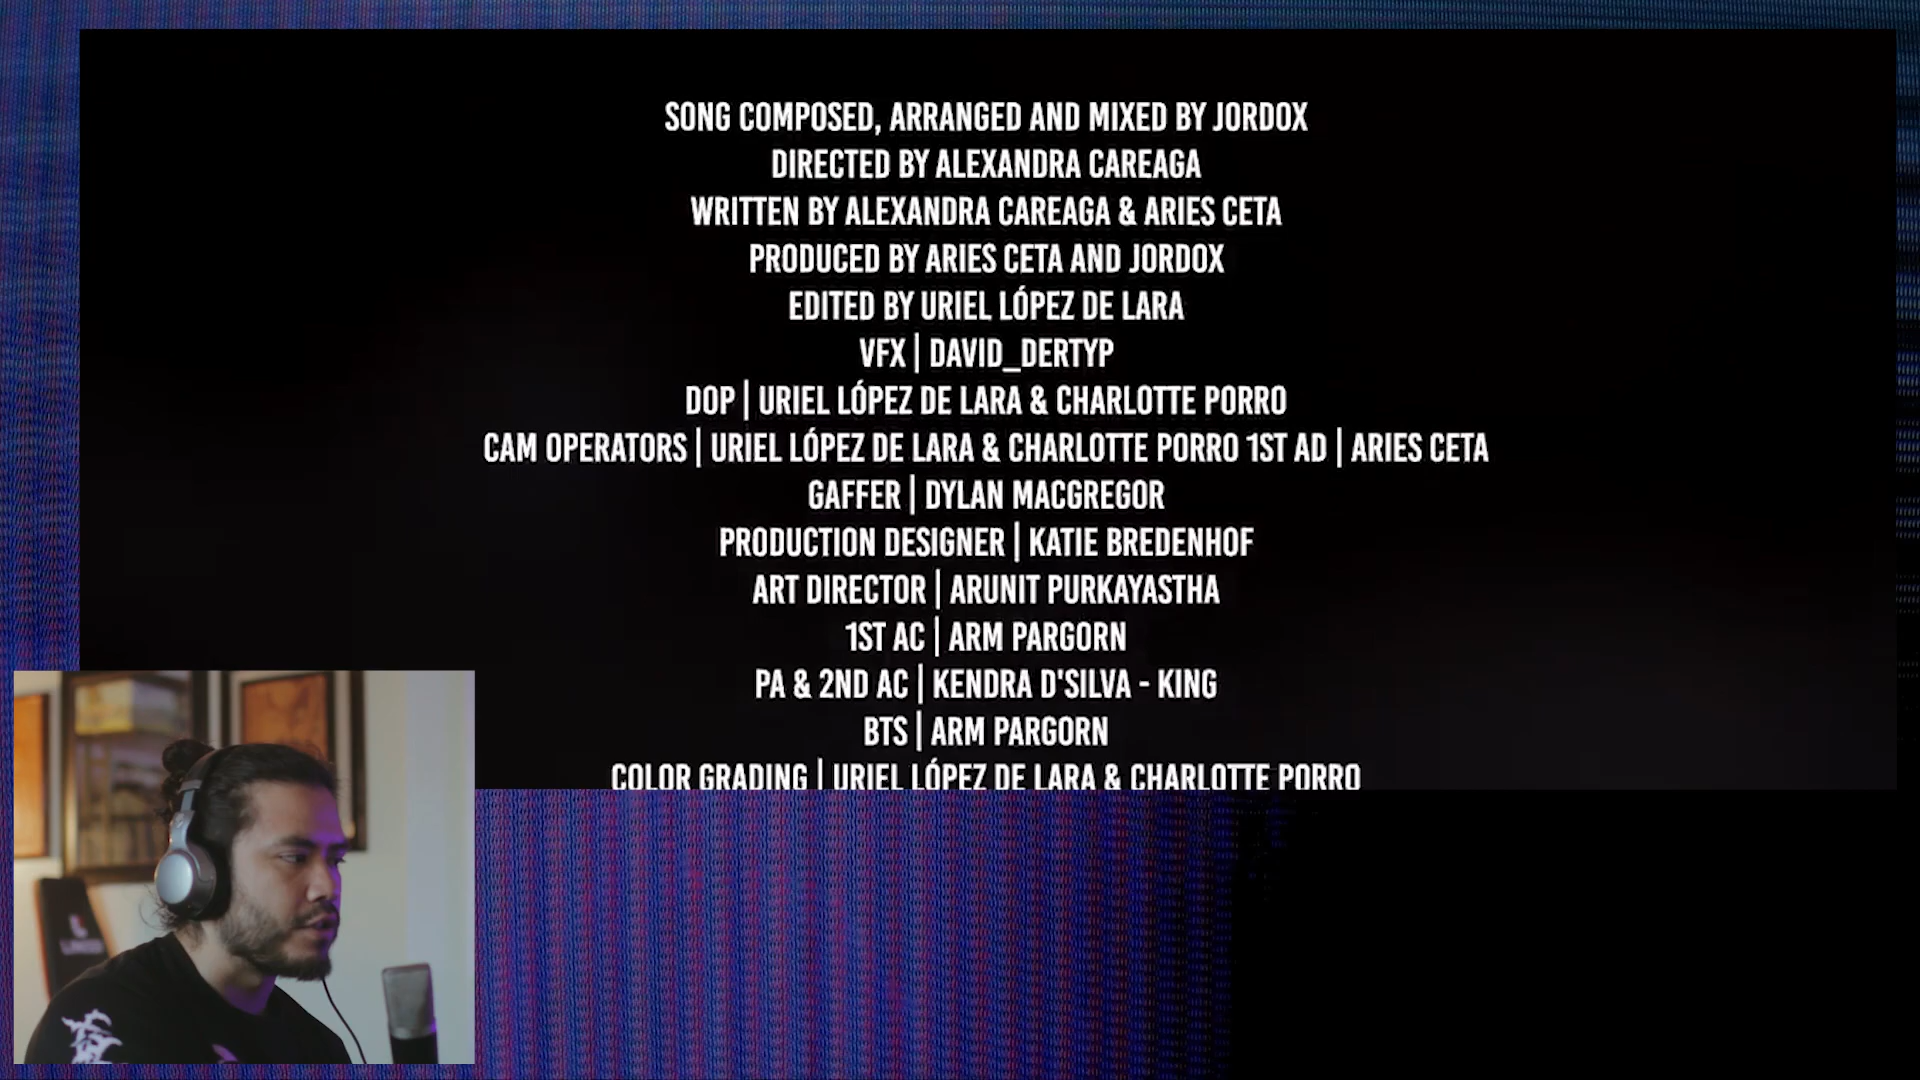 SONG COMPOSED, ARRANGED AND MIXED BY JORDOX
DIRECTED BY ALEXANDRA CAREAGA
WRITTEN BY ALEXANDRA CAREAGA & ARIES CETA
PRODUCED BY ARIES CETA AND JORDOX
EDITED BY URIEL LÓPEZ DE LARA
VFX | DAVID_DERTYP
DOP | URIEL LÓPEZ DE LARA & CHARLOTTE PORRO
CAM OPERATORS | URIEL LÓPEZ DE LARA & CHARLOTTE PORRO 1ST AD | ARIES CETA
GAFFER | DYLAN MACGREGOR
PRODUCTION DESIGNER | KATIE BREDENHOF
ART DIRECTOR | ARUNIT PURKAYASTHA
1ST AC | ARM PARGORN
PA & 2ND AC | KENDRA D'SILVA - KING
BTS | ARM PARGORN
COLOR GRADING | URIEL LÓPEZ DE LARA & CHARLOTTE PORRO